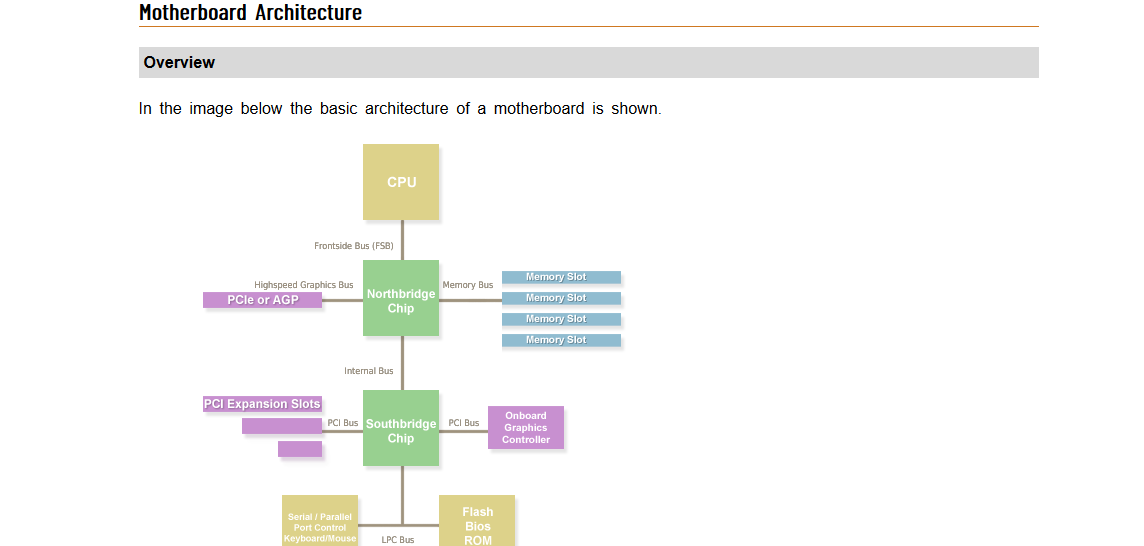 Motherboard Architecture
Overview
In the image below the basic architecture of a motherboard is shown.
CPU
Frontside Bus (FSB)
Highspeed Graphics Bus
PCIe or AGP
Northbridge
Chip
Memory Bus
Memory Slot
Memory Slot
Memory Slot
Memory Slot
Internal Bus
PCI Expansion Slots
PCI Bus
Southbridge
Chip
PCI Bus
Onboard
Graphics
Controller
Serial / Parallel
Port Control
Keyboard/Mouse
LPC Bus
Flash
Bios
ROM